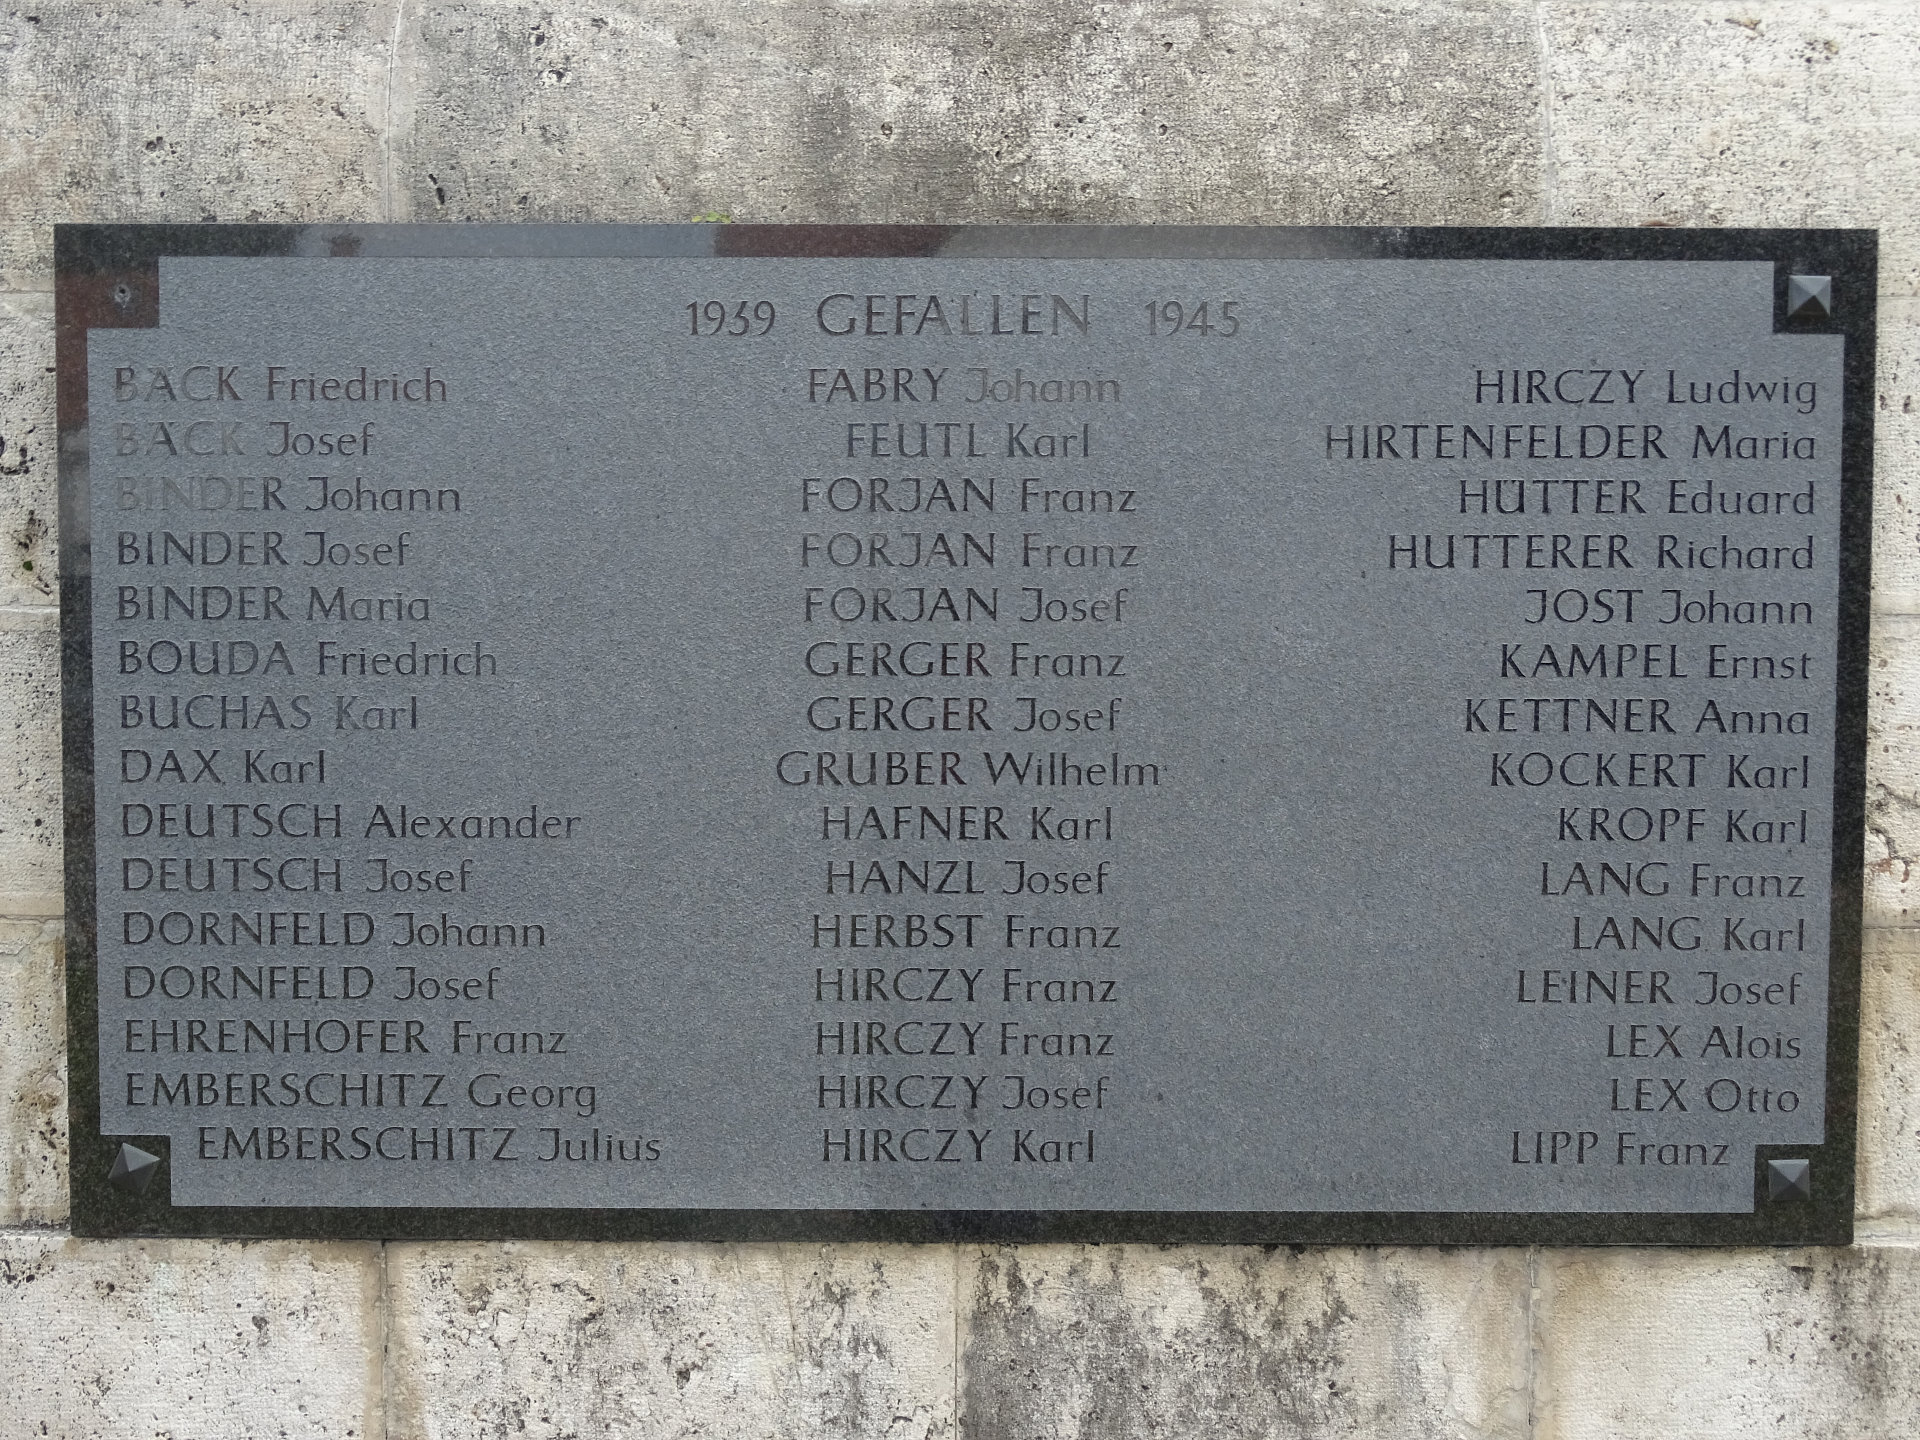 1939 GEFALLEN 1945
BACK Friedrich
BÄCK Josef
BINDER Johann
BINDER Josef
BINDER Maria
BOUDA Friedrich
BUCHAS Karl
DAX Karl
DEUTSCH Alexander
DEUTSCH Josef
DORNFELD Johann
DORNFELD Josef
EHRENHOFER Franz
EMBERSCHITZ Georg
EMBERSCHITZ Julius
FABRY Johann
FEUTL Karl
FORJAN Franz
FORJAN Franz
FORJAN Josef
GERGER Franz
GERGER Josef
GRUBER Wilhelm
HAFNER Karl
HANZL Josef
HERBST Franz
HIRCZY Franz
HIRCZY Franz
HIRCZY Josef
HIRCZY Karl
HIRCZY Ludwig
HIRTENFELDER Maria
HÜTTER Eduard
HUTTERER Richard
JOST Johann
KAMPEL Ernst
KETTNER Anna
KOCKERT Karl
KROPF Karl
LANG Franz
LANG Karl
LEINER Josef
LEX Alois
LEX Otto
LIPP Franz